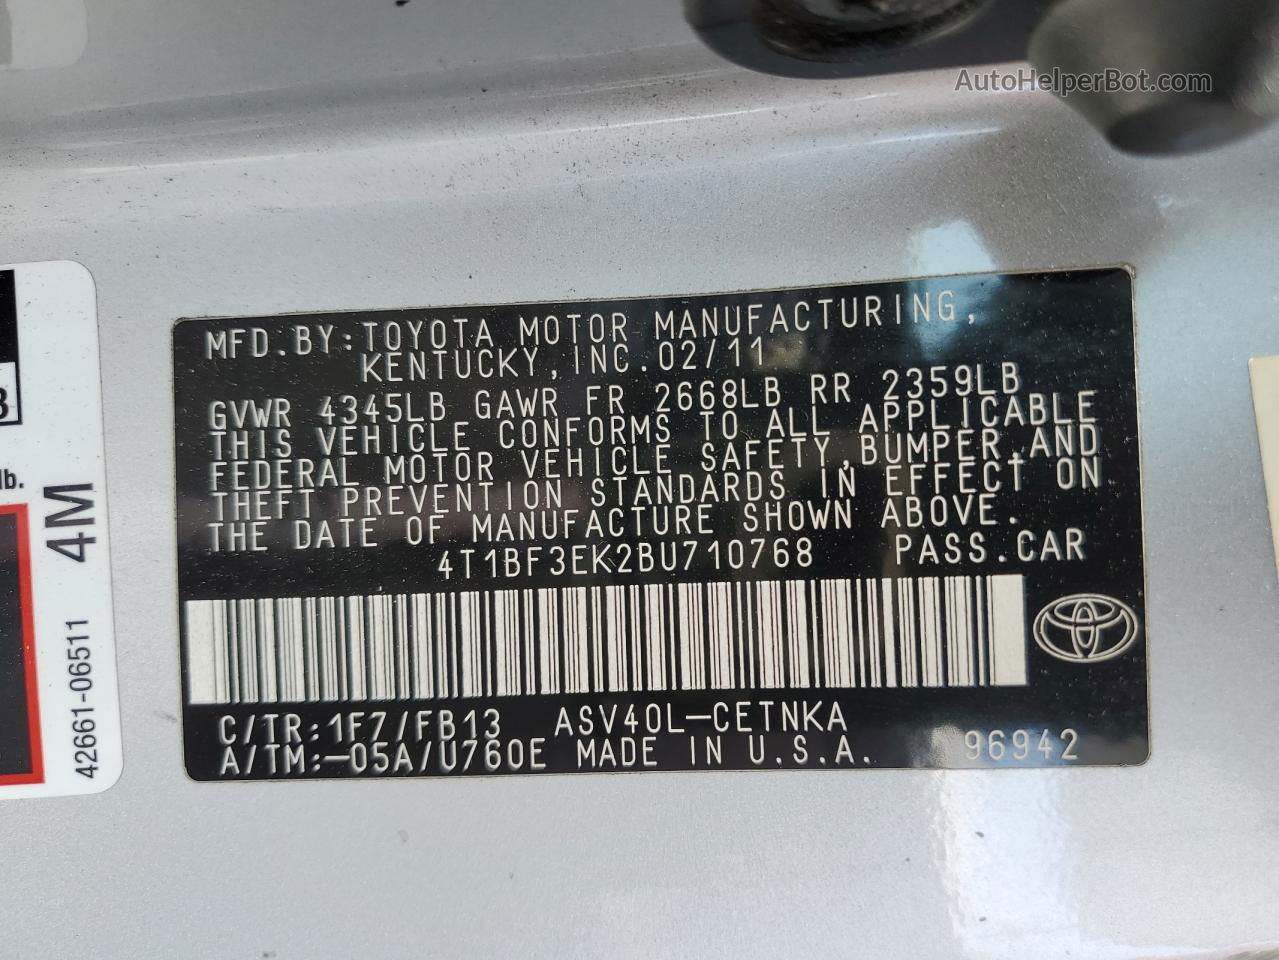 AutoHelperBot.com
MFD.BY:TOYOTA MOTOR MANUFACTURING,
KENTUCKY,INC.02/11
GVWR 4345LB GAWR FR 2668LB RR 2359LB
THIS VEHICLE CONFORMS TO ALL APPLICABLE
FEDERAL MOTOR VEHICLE SAFETY,BUMPER,AND
THEFT PREVENTION STANDARDS IN EFFECT ON
THE DATE OF MANUFACTURE SHOWN ABOVE.
4T1BF3EK2BU710768 PASS.CAR
C/TR:1F7/FB13 ASV40L-CETNKA
A/TM:-05A/U760E MADE IN U.S.A. 96942
lb.
4M
42661-06511